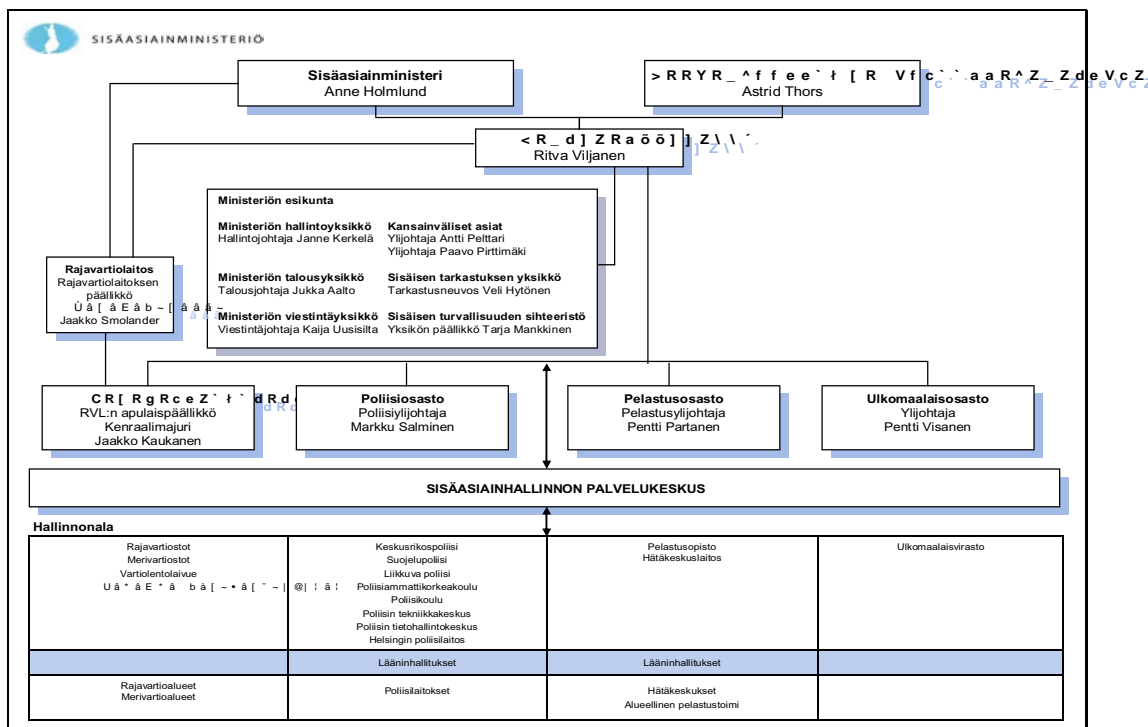 SISÄASIAINMINISTERIÖ
Sisäasiainministeri
Anne Holmlund
Astrid Thors
Ritva Viljanen
Ministeriön esikunta
Ministeriön hallintoyksikkö
Hallintojohtaja Janne Kerkelä
Kansainväliset asiat
Ylijohtaja Antti Pelttari
Ylijohtaja Paavo Pirttimäki
Ministeriön talousyksikkö
Talousjohtaja Jukka Aalto
Sisäisen tarkastuksen yksikkö
Tarkastusneuvos Veli Hytönen
Ministeriön viestintäyksikkö
Viestintäjohtaja Kaija Uusisilta
Sisäisen turvallisuuden sihteeristö
Yksikön päällikkö Tarja Mankkinen
Rajavartiolaitos
Rajavartiolaitoksen
päällikkö
Jaakko Smolander
RVL:n apulaispäällikkö
Kenraalimajuri
Jaakko Kaukanen
Poliisiosasto
Poliisiylijohtaja
Markku Salminen
Pelastusosasto
Pelastusylijohtaja
Pentti Partanen
Ulkomaalaisosasto
Ylijohtaja
Pentti Visanen
SISÄASIAINHALLINNON PALVELUKESKUS
Hallinnonala
Rajavartiostot
Merivartiostot
Vartiolentolaivue
Keskusrikospoliisi
Suojelupoliisi
Liikkuva poliisi
Poliisiammattikorkeakoulu
Poliisikoulu
Poliisin tekniikkakeskus
Poliisin tietohallintokeskus
Helsingin poliisilaitos
Pelastusopisto
Hätäkeskuslaitos
Ulkomaalaisvirasto
Lääninhallitukset
Lääninhallitukset
Rajavartioalueet
Merivartioalueet
Poliisilaitokset
Hätäkeskukset
Alueellinen pelastustoimi